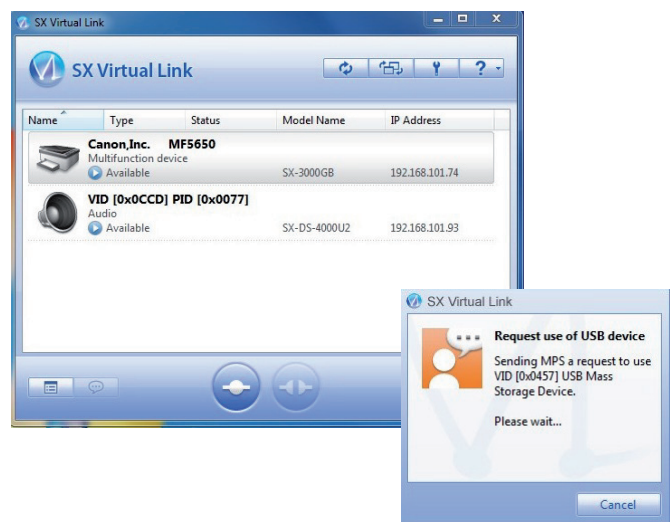 SX Virtual Link
SX Virtual Link
?
Name Type Status Model Name IP Address
Canon,Inc. MF5650
Multifunction device
Available SX-3000GB 192.168.101.74
VID [0x0CCD] PID [0x0077]
Audio
Available SX-DS-4000U2 192.168.101.93
SX Virtual Link
Request use of USB device
Sending MPS a request to use
VID [0x0457] USB Mass
Storage Device.
Please wait...
Cancel